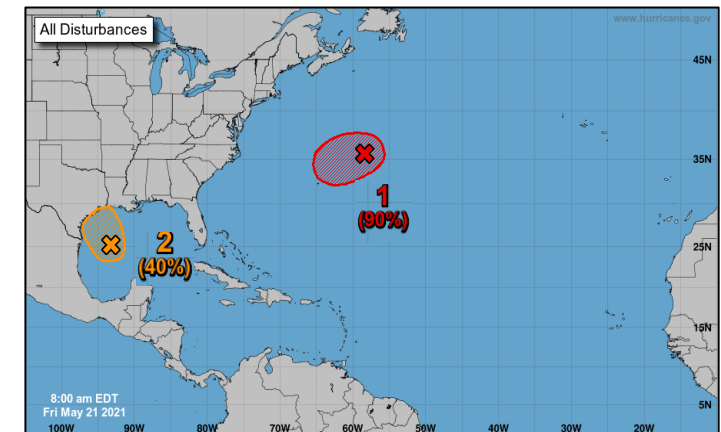 All Disturbances
www.hurricanes.gov
45N
35N
1
(90%)
2
(40%)
25N
15N
8:00 am EDT
Fri May 21 2021
5N
100W 90W 80W 70W 60W 50W 40W 30W 20W